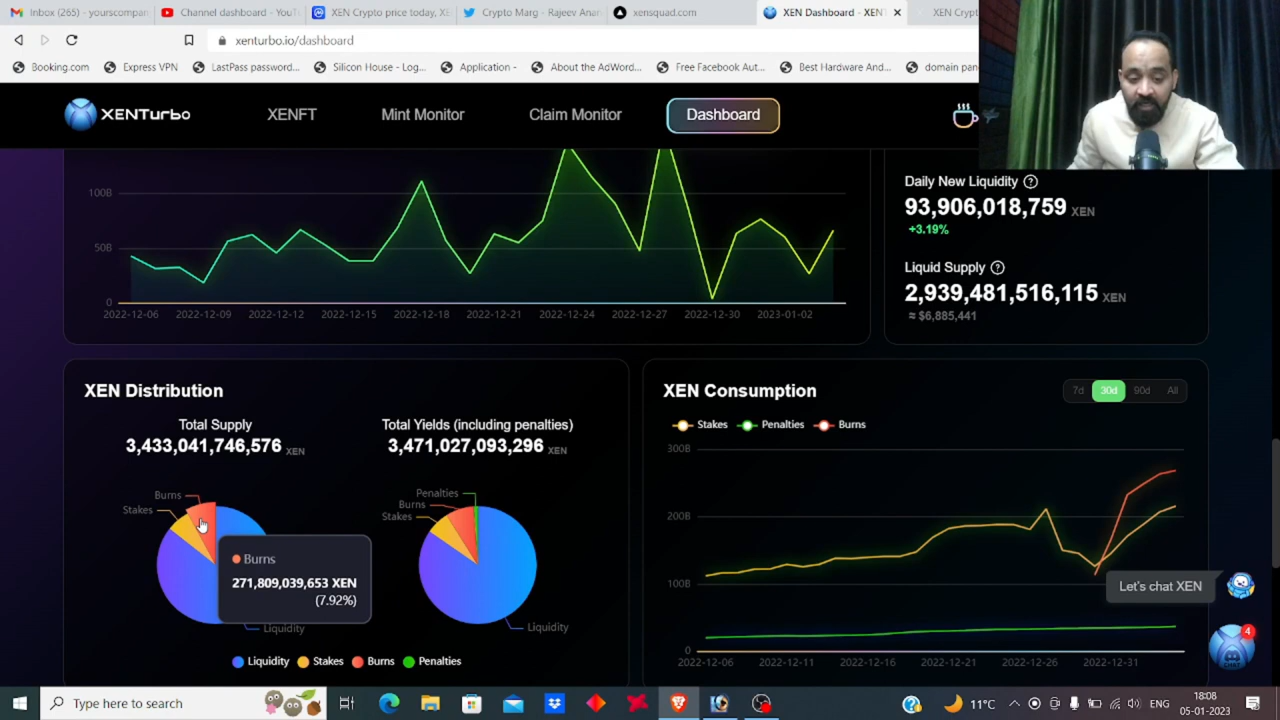 Inbox (265) - yourscompan
Channel dashboard - YouT
XEN Crypto price today, XE
Crypto Marg - Rajeev Anan
xensquad.com
XEN Dashboard - XENT
XEN Crypt
xenturbo.io/dashboard
Booking.com
Express VPN
LastPass password...
Silicon House - Log...
Application -
About the AdWord...
Free Facebook Aut...
Best Hardware And...
domain pan
XENTurbo
XENFT
Mint Monitor
Claim Monitor
Dashboard
100B
50B
0
2022-12-06 2022-12-09 2022-12-12 2022-12-15 2022-12-18 2022-12-21 2022-12-24 2022-12-27 2022-12-30 2023-01-02
Daily New Liquidity ?
93,906,018,759 XEN
+3.19%
Liquid Supply ?
2,939,481,516,115 XEN
≈ $6,885,441
XEN Distribution
Total Supply
3,433,041,746,576 XEN
Total Yields (including penalties)
3,471,027,093,296 XEN
Burns
Stakes
Liquidity
Burns
271,809,039,653 XEN
(7.92%)
Penalties
Burns
Stakes
Liquidity
Liquidity Stakes Burns Penalties
XEN Consumption
7d 30d 90d All
Stakes Penalties Burns
300B
200B
100B
0
2022-12-06 2022-12-11 2022-12-16 2022-12-21 2022-12-26 2022-12-31
Let's chat XEN
4
CHAT
Type here to search
11°C
ENG
18:08
05-01-2023